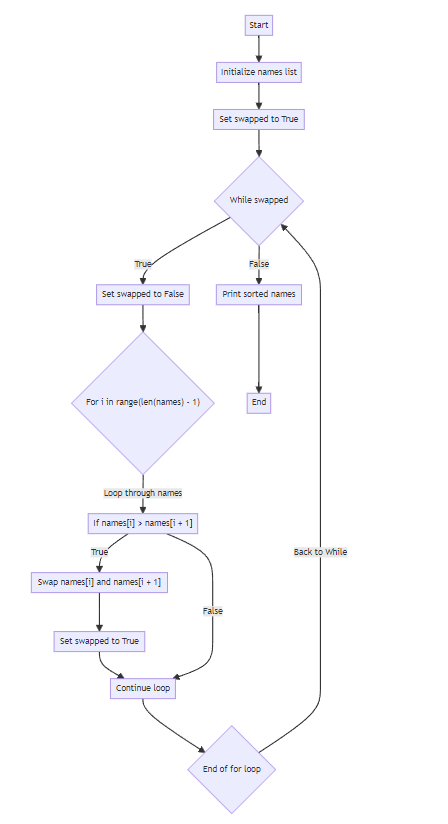 Start
Initialize names list
Set swapped to True
While swapped
True
False
Set swapped to False
Print sorted names
For i in range(len(names) - 1)
End
Loop through names
If names[i] > names[i + 1]
True
Back to While
Swap names[i] and names[i + 1]
False
Set swapped to True
Continue loop
End of for loop